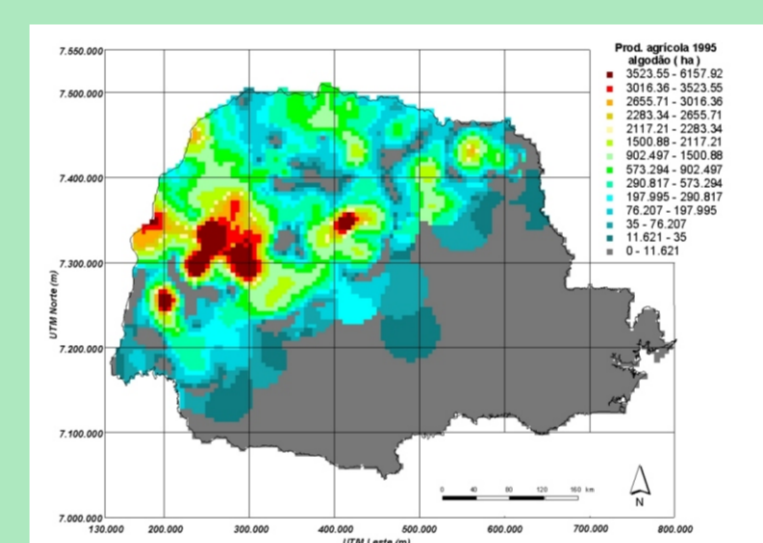 Prod. agrícola 1995
algodão ( ha )
3523.55 - 6157.92
3016.36 - 3523.55
2655.71 - 3016.36
2283.34 - 2655.71
2117.21 - 2283.34
1500.88 - 2117.21
902.497 - 1500.88
573.294 - 902.497
290.817 - 573.294
197.995 - 290.817
76.207 - 197.995
35 - 76.207
11.621 - 35
0 - 11.621
7.550.000
7.500.000
7.400.000
7.300.000
7.200.000
7.100.000
7.000.000
UTM Norte (m)
0 40 80 120 160 km
N
130.000 200.000 300.000 400.000 500.000 600.000 700.000 800.000
UTM Leste (m)